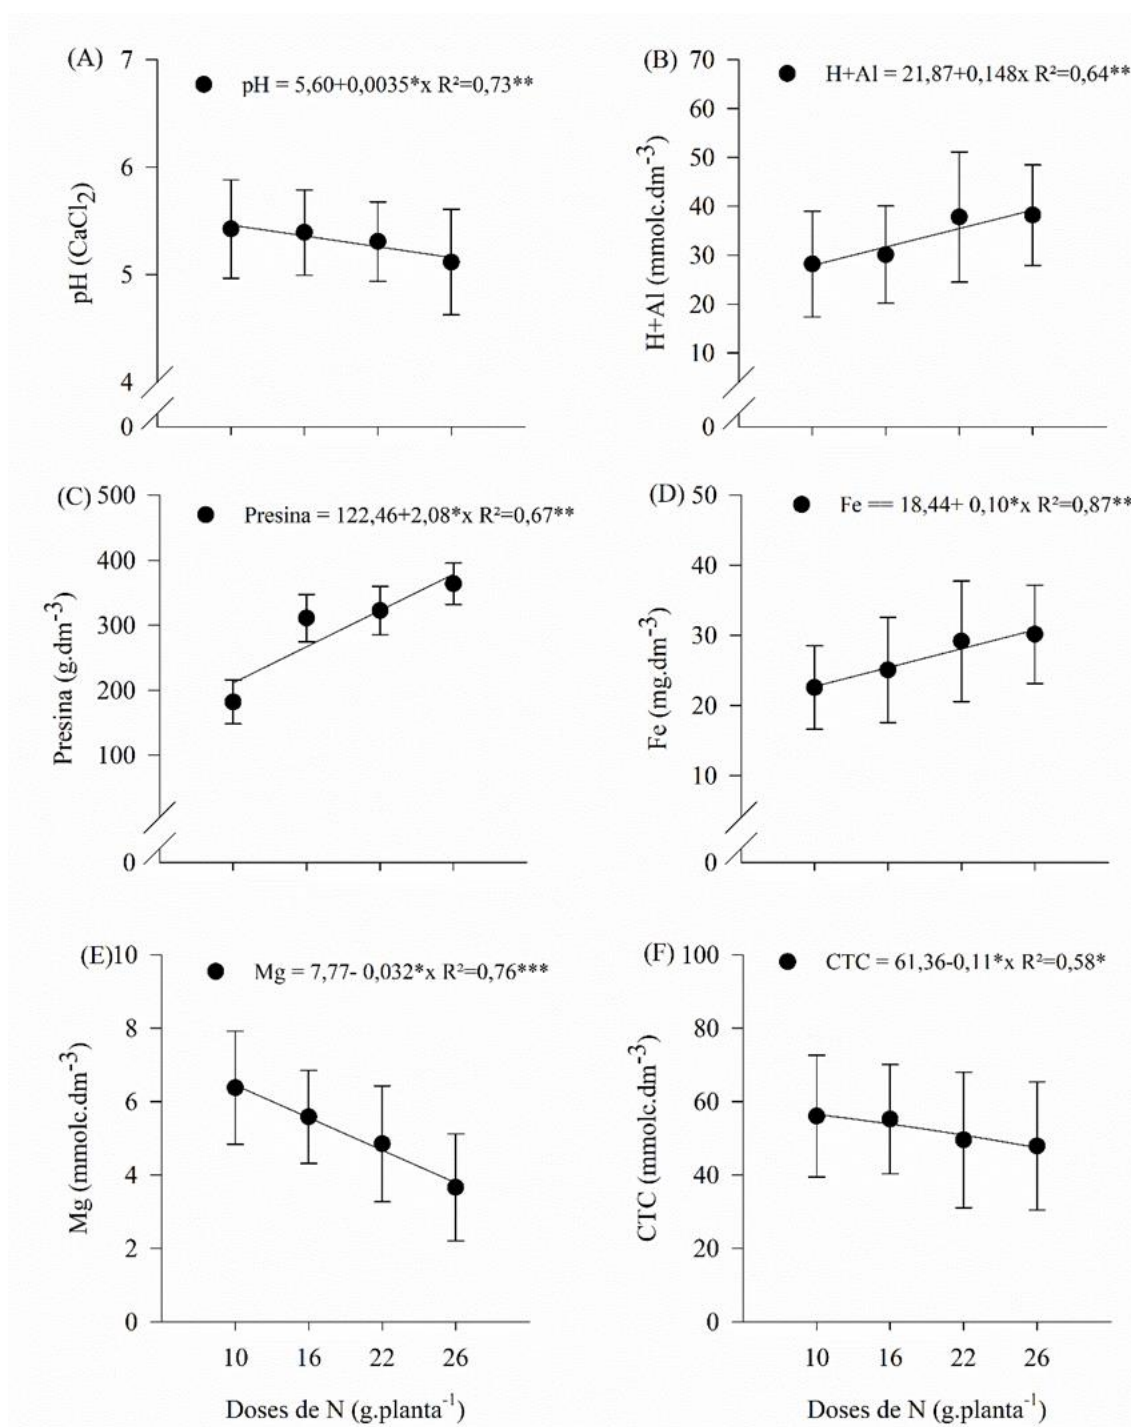 (A)
pH = 5,60+0,0035*x R²=0,73**
pH (CaCl2)
7
6
5
4
0
(B)
H+Al = 21,87+0,148x R²=0,64**
H+Al (mmolc.dm-3)
70
60
50
40
30
20
10
0
(C)
Presina = 122,46+2,08*x R²=0,67**
Presina (g.dm-3)
500
400
300
200
100
0
(D)
Fe == 18,44+ 0,10*x R²=0,87**
Fe (mg.dm-3)
50
40
30
20
10
0
(E)
Mg = 7,77- 0,032*x R²=0,76***
Mg (mmolc.dm-3)
10
8
6
4
2
0
10 16 22 26
Doses de N (g.planta-1)
(F)
CTC = 61,36-0,11*x R²=0,58*
CTC (mmolc.dm-3)
100
80
60
40
20
0
10 16 22 26
Doses de N (g.planta-1)